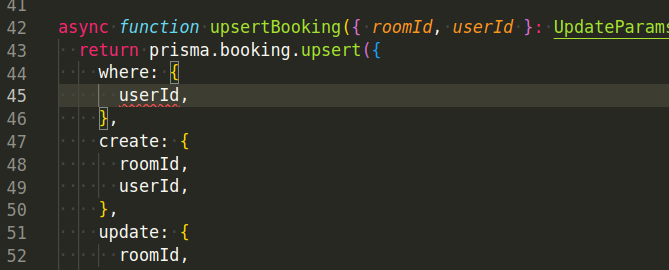 41
42 async function upsertBooking({ roomId, userId }: UpdateParams
43 return prisma.booking.upsert({
44 where: {
45 userId,
46 },
47 create: {
48 roomId,
49 userId,
50 },
51 update: {
52 roomId,